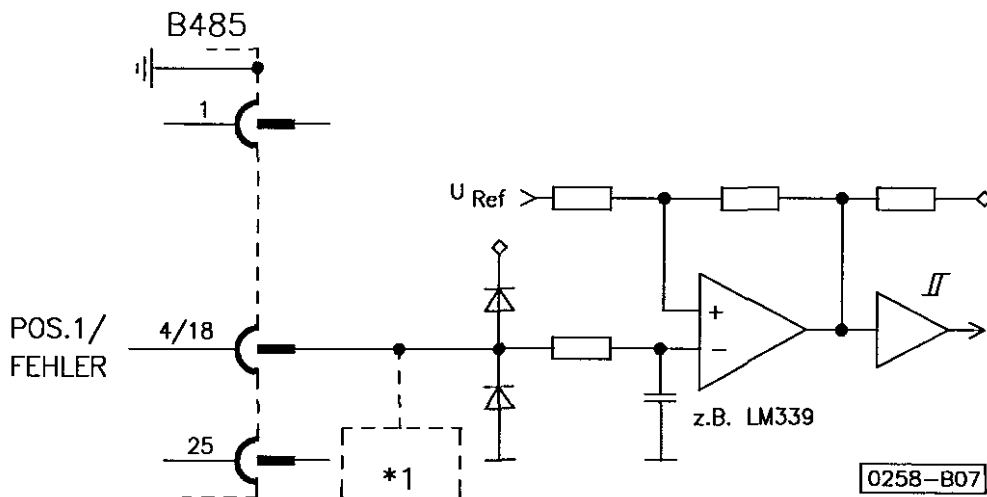 B485
1
U Ref
POS.1/
FEHLER
4/18
+
−
z.B. LM339
25
*1
0258-B07